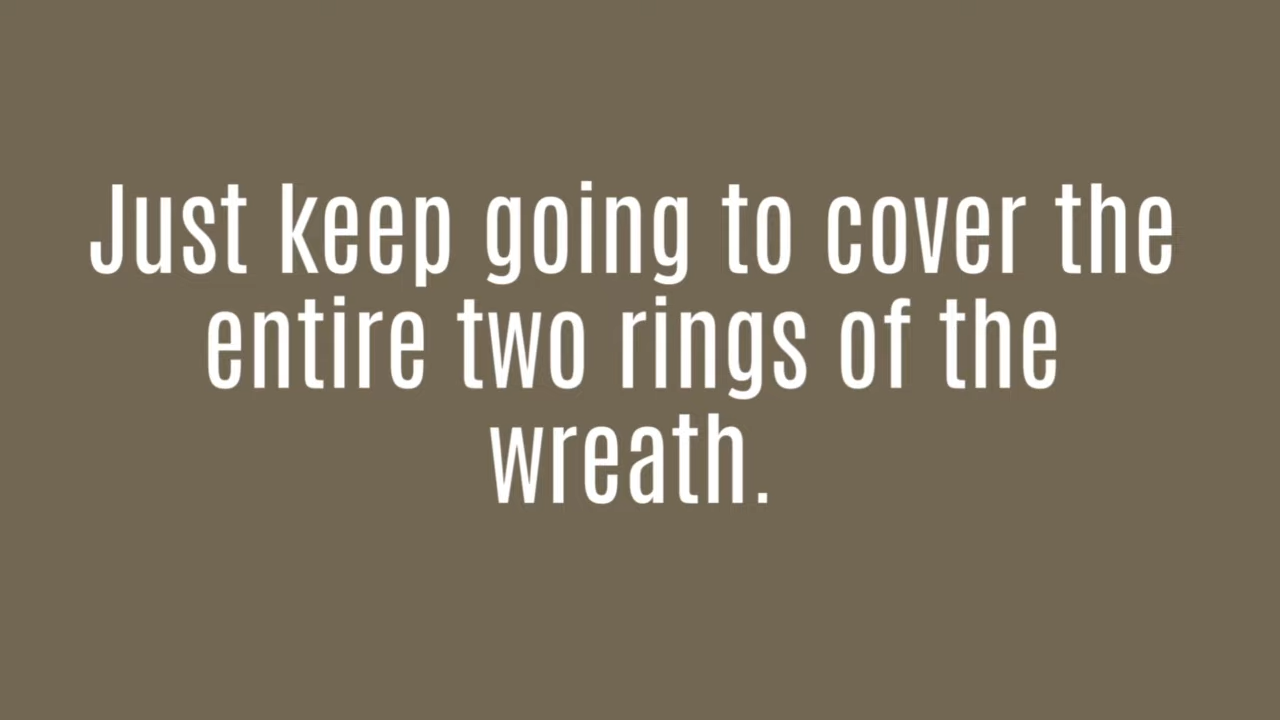 Just keep going to cover the
entire two rings of the
wreath.